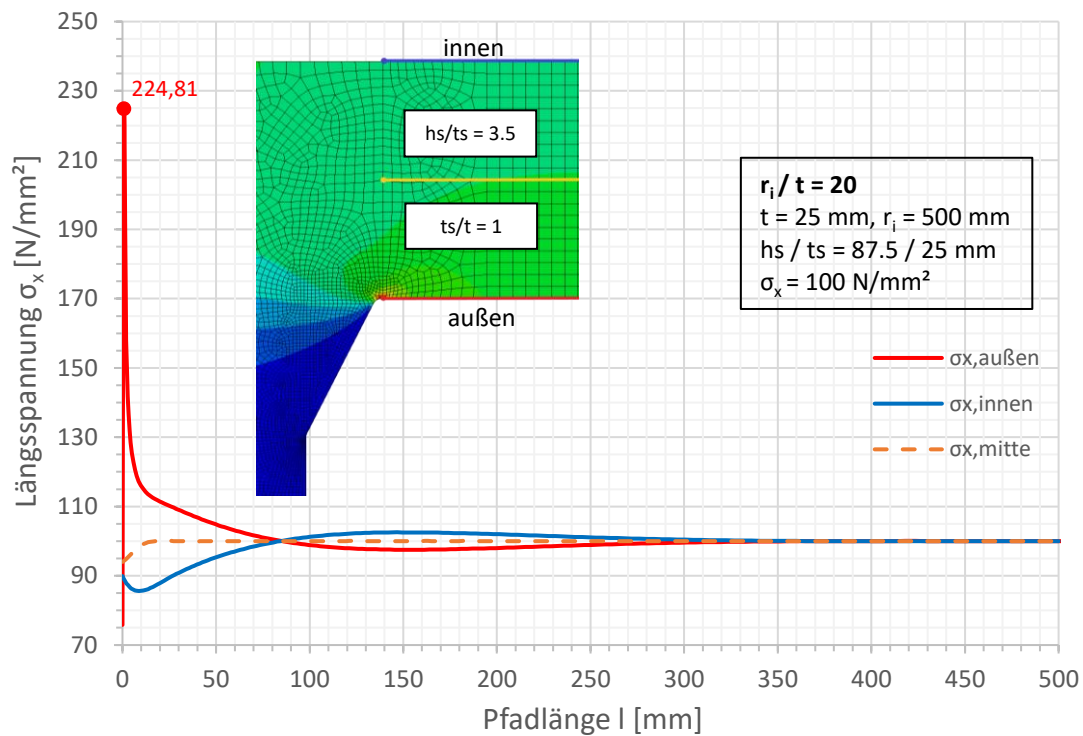 250
230
210
190
170
150
130
110
90
70
Längsspannung σx [N/mm²]
224,81
innen
hs/ts = 3.5
ts/t = 1
außen
ri / t = 20
t = 25 mm, ri = 500 mm
hs / ts = 87.5 / 25 mm
σx = 100 N/mm²
σx,außen
σx,innen
σx,mitte
0 50 100 150 200 250 300 350 400 450 500
Pfadlänge l [mm]